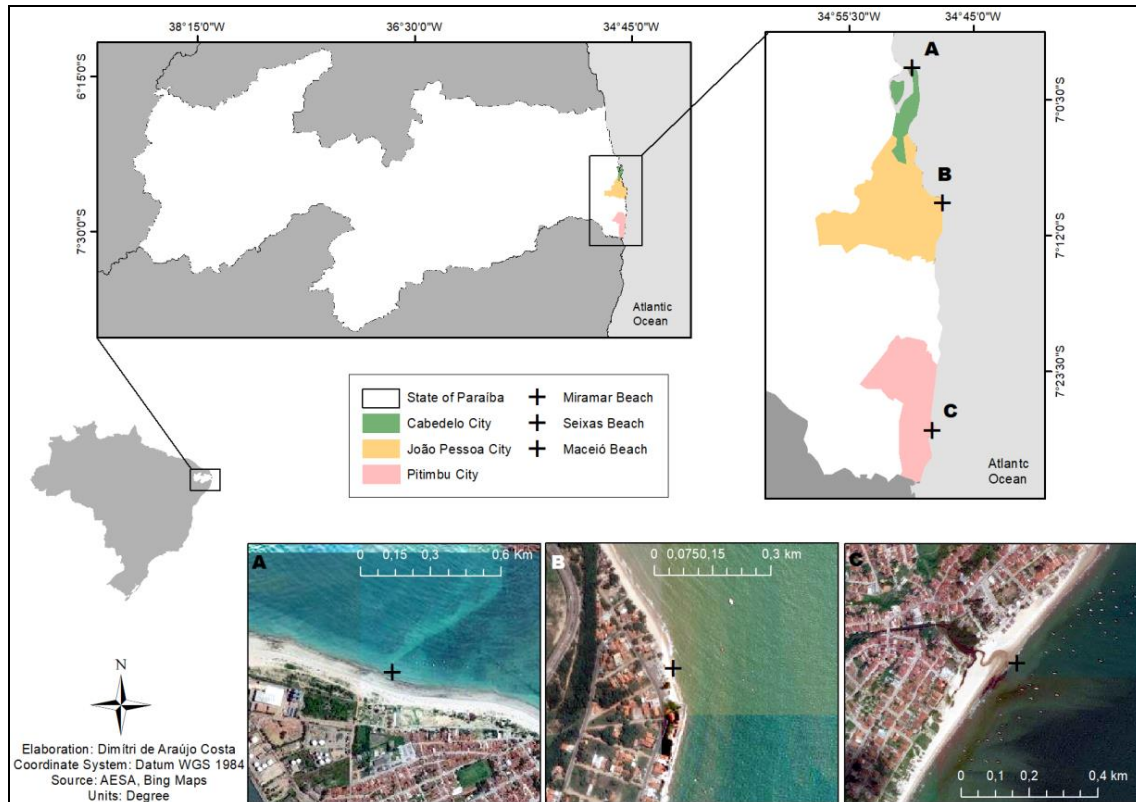 38°15'0"W
36°30'0"W
34°45'0"W
6°15'0"S
7°30'0"S
Atlantic
Ocean
34°55'30"W
34°45'0"W
A
7°0'30"S
B
7°12'0"S
7°23'30"S
C
Atlantc
Ocean
State of Paraíba
Miramar Beach
Cabedelo City
Seixas Beach
João Pessoa City
Maceió Beach
Pitimbu City
A
0 0,15 0,3 0,6 Km
B
0 0,0750,15 0,3 km
C
0 0,1 0,2 0,4 Km
N
Elaboration: Dimítri de Araújo Costa
Coordinate System: Datum WGS 1984
Source: AESA, Bing Maps
Units: Degree